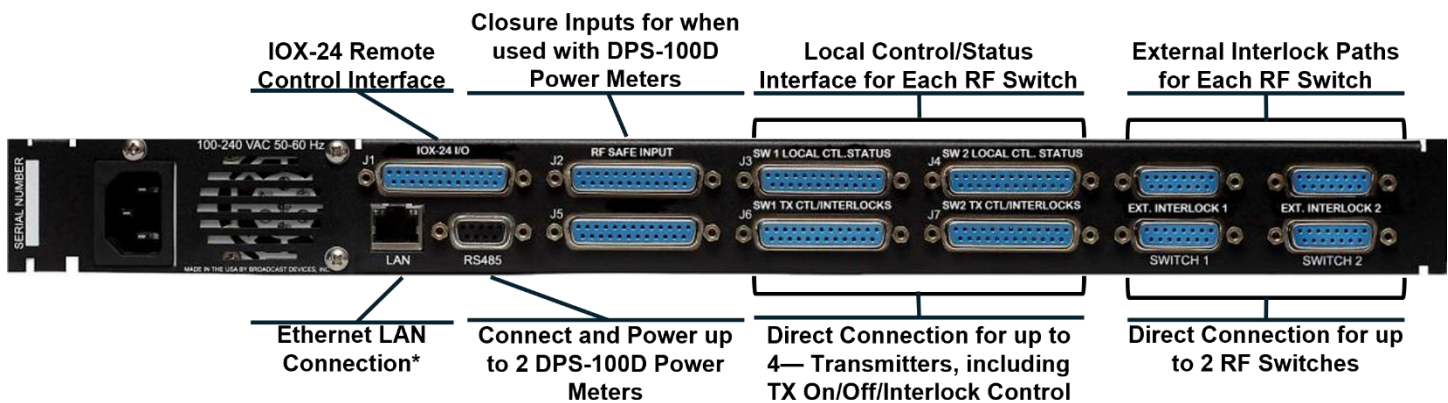 IOX-24 Remote
Control Interface
Closure Inputs for when
used with DPS-100D
Power Meters
Local Control/Status
Interface for Each RF Switch
External Interlock Paths
for Each RF Switch
SERIAL NUMBER
100-240 VAC 50-60 Hz
J1
IOX-24 I/O
J2
RF SAFE INPUT
J3
SW 1 LOCAL CTL.STATUS
J4
SW 2 LOCAL CTL. STATUS
J5
J6
SW1 TX CTL/INTERLOCKS
J7
SW2 TX CTL/INTERLOCKS
EXT. INTERLOCK 1
EXT. INTERLOCK 2
LAN
RS485
SWITCH 1
SWITCH 2
MADE IN THE USA BY BROADCAST DEVICES, INC.
Ethernet LAN
Connection*
Connect and Power up
to 2 DPS-100D Power
Meters
Direct Connection for up to
4— Transmitters, including
TX On/Off/Interlock Control
Direct Connection for up
to 2 RF Switches